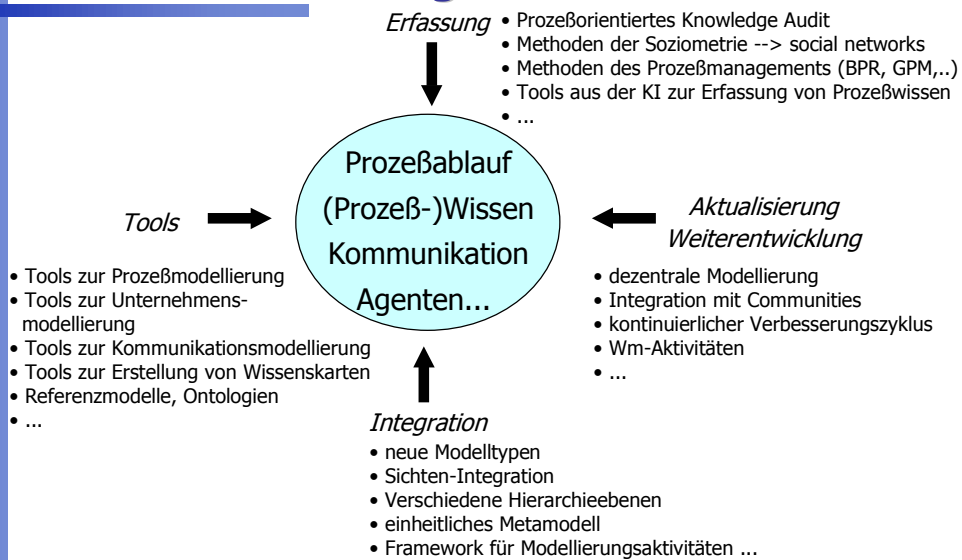 Erfassung
• Prozeßorientiertes Knowledge Audit
• Methoden der Soziometrie --> social networks
• Methoden des Prozeßmanagements (BPR, GPM,..)
• Tools aus der KI zur Erfassung von Prozeßwissen
• ...
Prozeßablauf
(Prozeß-)Wissen
Kommunikation
Agenten...
Tools
• Tools zur Prozeßmodellierung
• Tools zur Unternehmens-
modellierung
• Tools zur Kommunikationsmodellierung
• Tools zur Erstellung von Wissenskarten
• Referenzmodelle, Ontologien
• ...
Aktualisierung
Weiterentwicklung
• dezentrale Modellierung
• Integration mit Communities
• kontinuierlicher Verbesserungszyklus
• Wm-Aktivitäten
• ...
Integration
• neue Modelltypen
• Sichten-Integration
• Verschiedene Hierarchieebenen
• einheitliches Metamodell
• Framework für Modellierungsaktivitäten ...